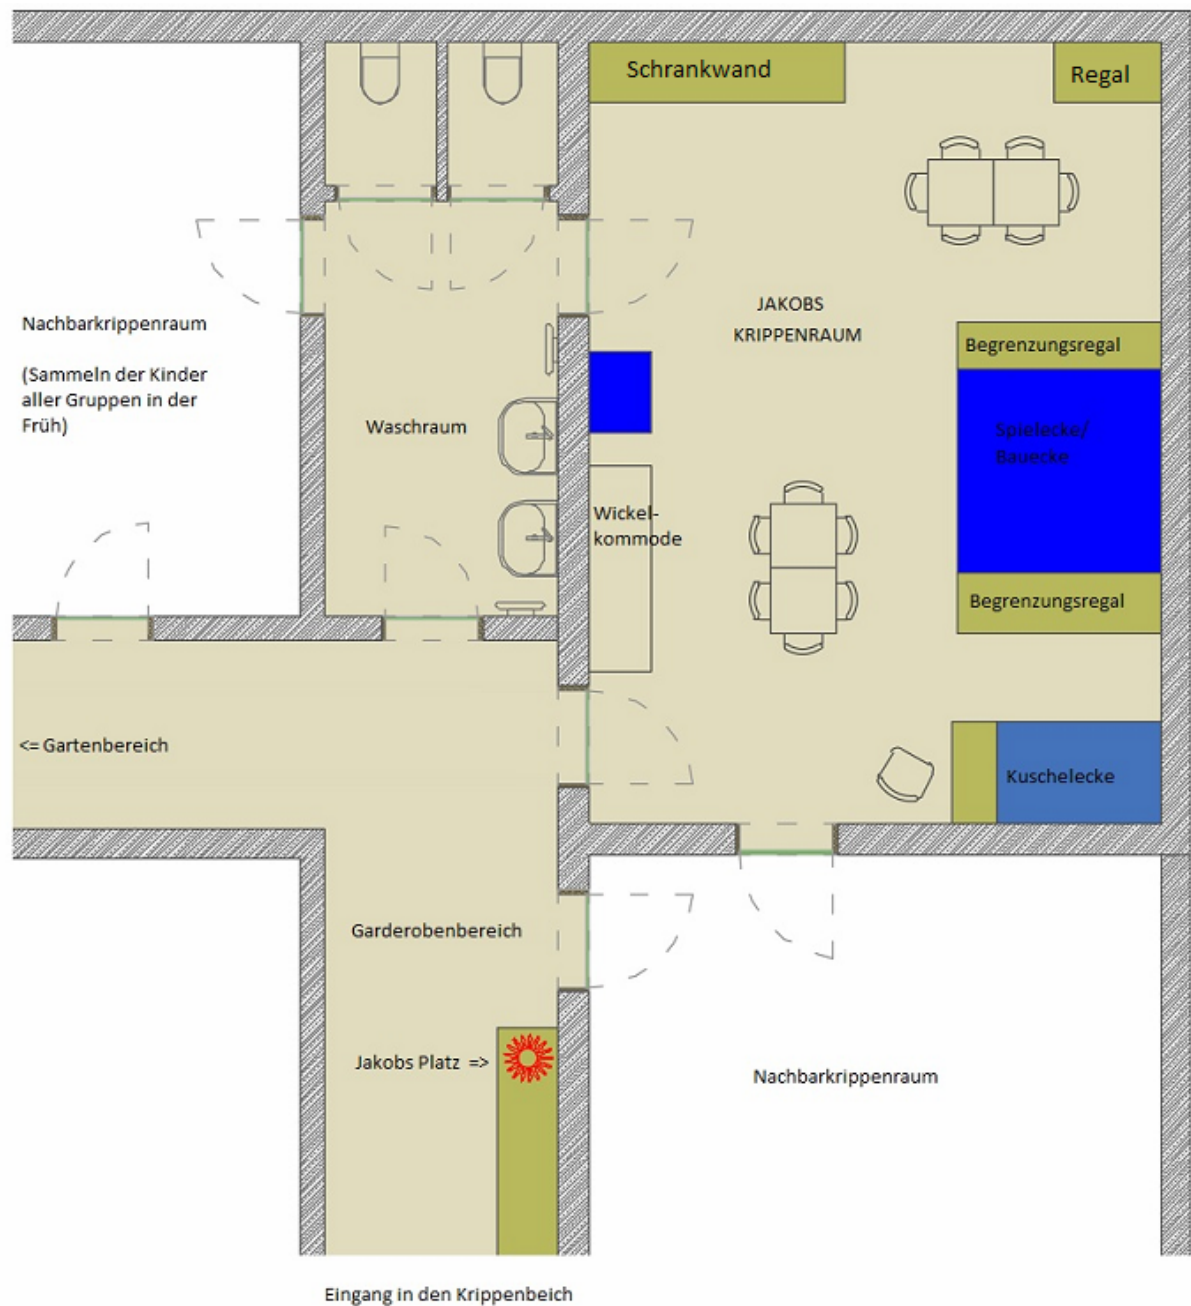 Schrankwand
Regal
JAKOBS
KRIPPENRAUM
Nachbarkrippenraum
(Sammeln der Kinder
aller Gruppen in der
Früh)
Begrenzungsregal
Waschraum
Spielecke/
Bauecke
Wickel-
kommode
Begrenzungsregal
<= Gartenbereich
Kuschelecke
Garderobenbereich
Jakobs Platz =>
Nachbarkrippenraum
Eingang in den Krippenbeich